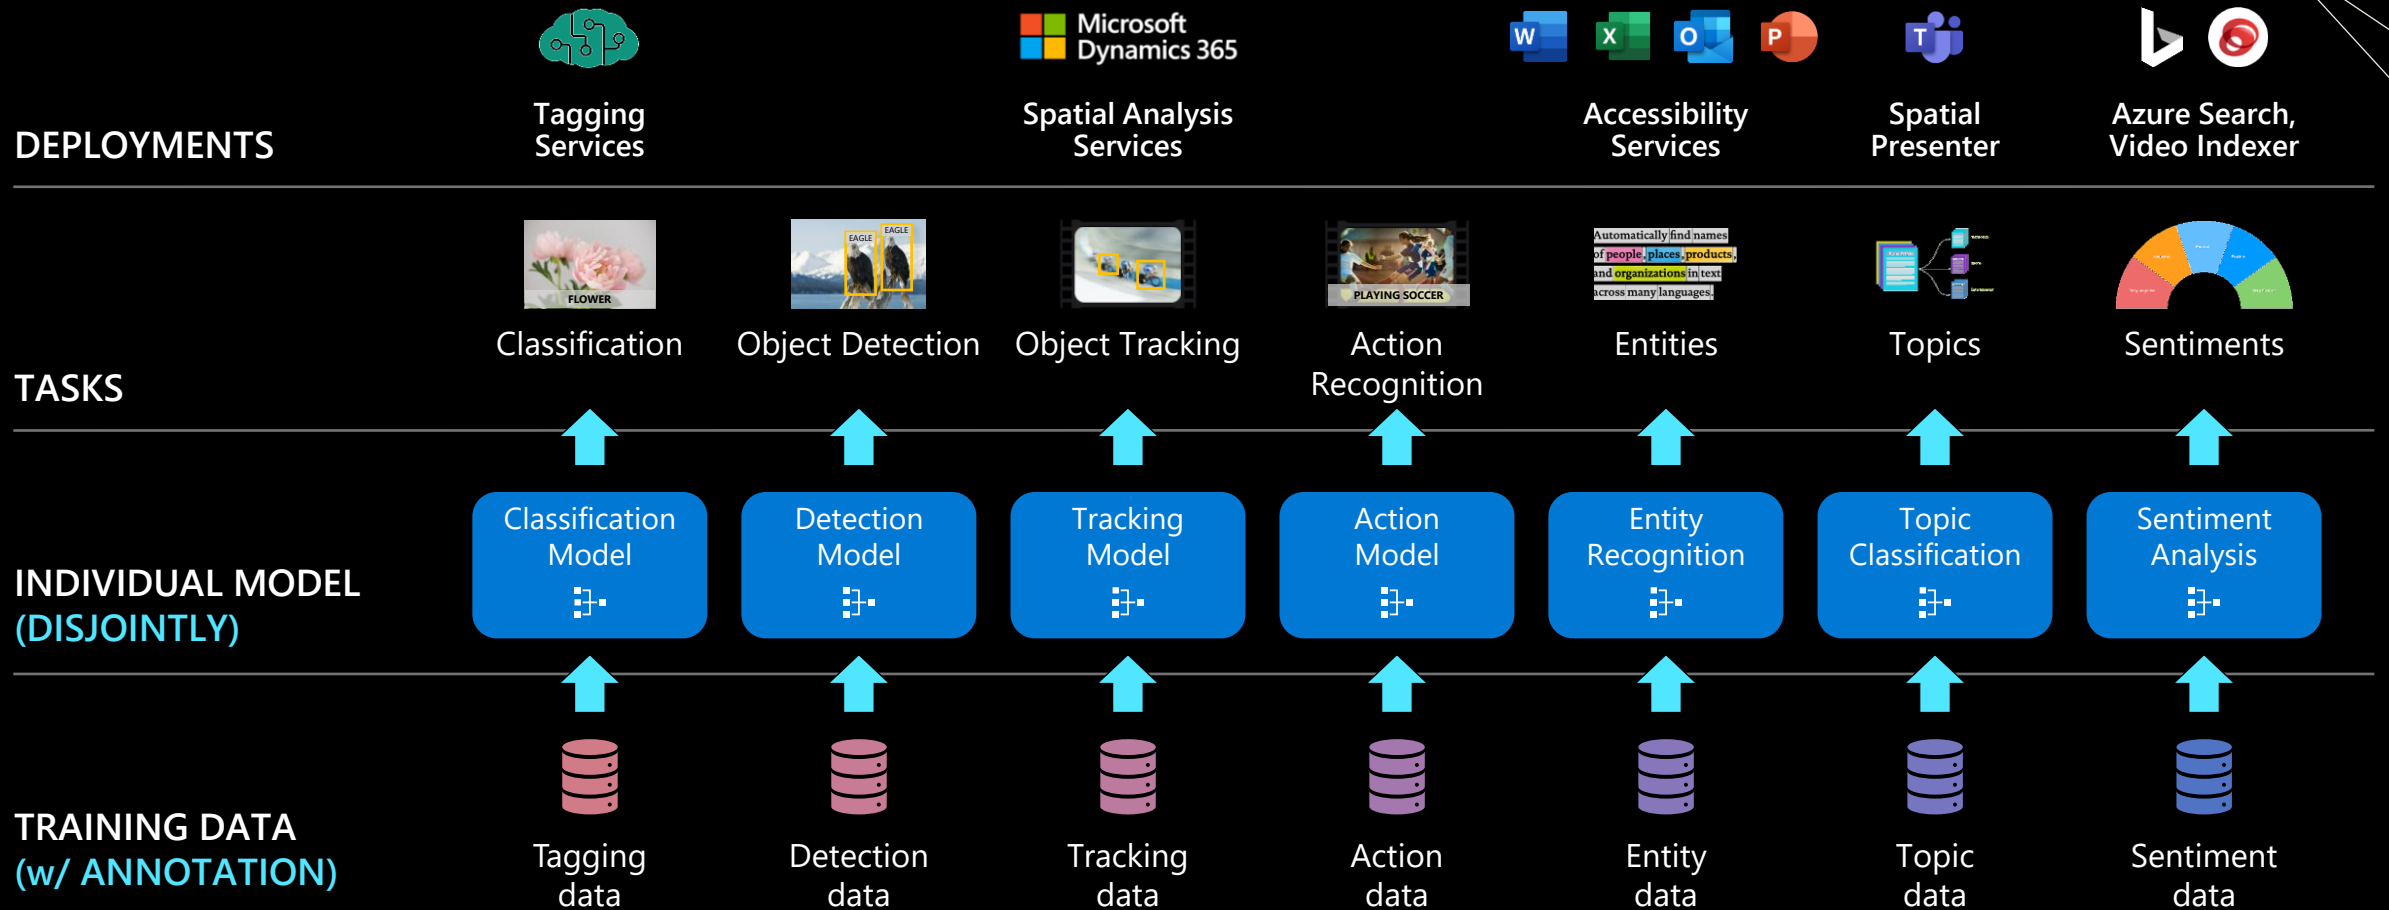 Microsoft
Dynamics 365
W
X
O
P
T
Tagging
Services
Spatial Analysis
Services
Accessibility
Services
Spatial
Presenter
Azure Search,
Video Indexer
DEPLOYMENTS
FLOWER
EAGLE
EAGLE
PLAYING SOCCER
Automatically find names
of people, places, products,
and organizations in text
across many languages.
Classification
Object Detection
Object Tracking
Action
Recognition
Entities
Topics
Sentiments
TASKS
Classification
Model
Detection
Model
Tracking
Model
Action
Model
Entity
Recognition
Topic
Classification
Sentiment
Analysis
INDIVIDUAL MODEL
(DISJOINTLY)
TRAINING DATA
(w/ ANNOTATION)
Tagging
data
Detection
data
Tracking
data
Action
data
Entity
data
Topic
data
Sentiment
data